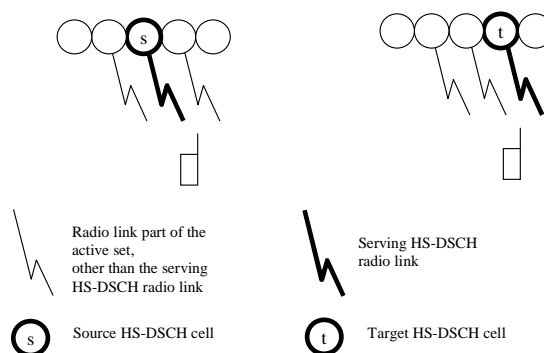 s
t
Radio link part of the
active set,
other than the serving
HS-DSCH radio link
Serving HS-DSCH
radio link
s
Source HS-DSCH cell
t
Target HS-DSCH cell